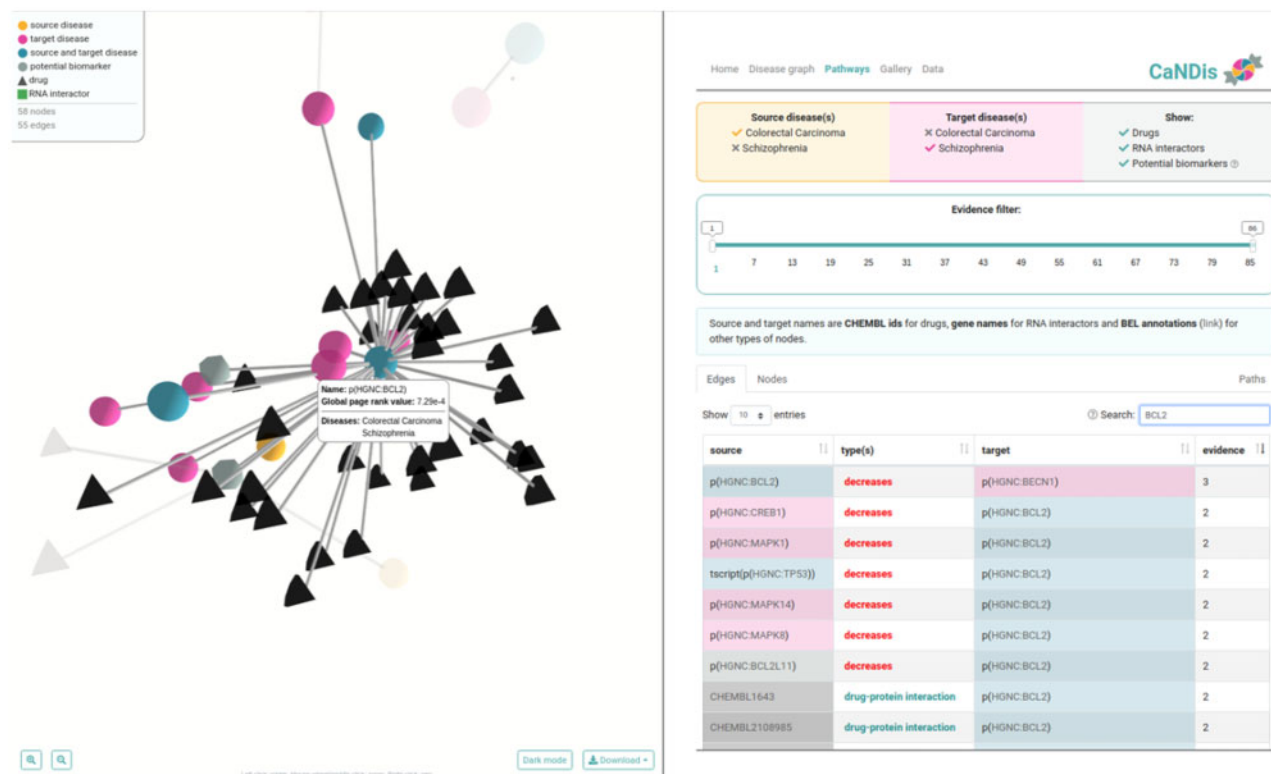 source disease
target disease
source and target disease
potential biomarker
drug
RNA interactor
58 nodes
55 edges
Name: p(HGNC:BCL2)
Global page rank value: 7.29e-4
Diseases: Colorectal Carcinoma
Schizophrenia
Dark mode
Download
Home Disease graph Pathways Gallery Data
CaNDis
Source disease(s)
Colorectal Carcinoma
Schizophrenia
Target disease(s)
Colorectal Carcinoma
Schizophrenia
Show:
Drugs
RNA interactors
Potential biomarkers
Evidence filter:
1 86
1 7 13 19 25 31 37 43 49 55 61 67 73 79 85
Source and target names are CHEMBL ids for drugs, gene names for RNA interactors and BEL annotations (link) for
other types of nodes.
Edges Nodes Paths
Show 10 entries Search: BCL2
source type(s) target evidence
p(HGNC:BCL2) decreases p(HGNC:BECN1) 3
p(HGNC:CREB1) decreases p(HGNC:BCL2) 2
p(HGNC:MAPK1) decreases p(HGNC:BCL2) 2
tscript(p(HGNC:TP53)) decreases p(HGNC:BCL2) 2
p(HGNC:MAPK14) decreases p(HGNC:BCL2) 2
p(HGNC:MAPK8) decreases p(HGNC:BCL2) 2
p(HGNC:BCL2L11) decreases p(HGNC:BCL2) 2
CHEMBL1643 drug-protein interaction p(HGNC:BCL2) 2
CHEMBL2108985 drug-protein interaction p(HGNC:BCL2) 2